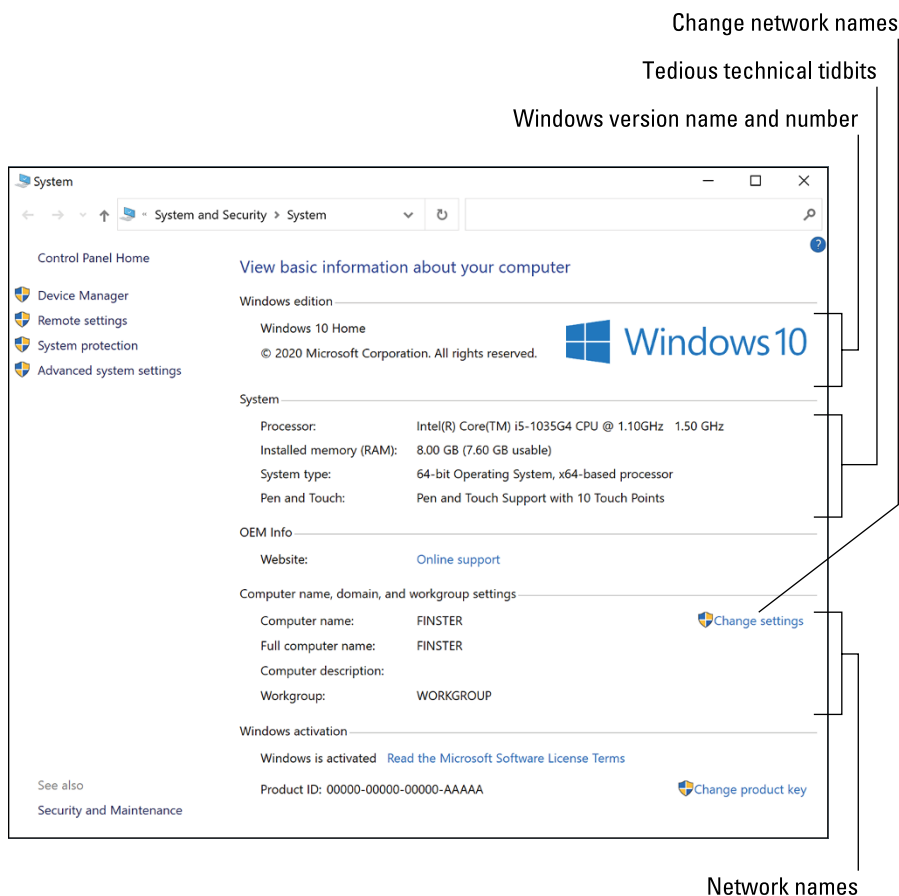 Change network names
Tedious technical tidbits
Windows version name and number
System
System and Security > System
Control Panel Home
Device Manager
Remote settings
System protection
Advanced system settings
?
View basic information about your computer
Windows edition
Windows 10 Home
© 2020 Microsoft Corporation. All rights reserved.
Windows 10
System
Processor: Intel(R) Core(TM) i5-1035G4 CPU @ 1.10GHz 1.50 GHz
Installed memory (RAM): 8.00 GB (7.60 GB usable)
System type: 64-bit Operating System, x64-based processor
Pen and Touch: Pen and Touch Support with 10 Touch Points
OEM Info
Website: Online support
Computer name, domain, and workgroup settings
Computer name: FINSTER Change settings
Full computer name: FINSTER
Computer description:
Workgroup: WORKGROUP
Windows activation
Windows is activated Read the Microsoft Software License Terms
Product ID: 00000-00000-00000-AAAAA Change product key
See also
Security and Maintenance
Network names